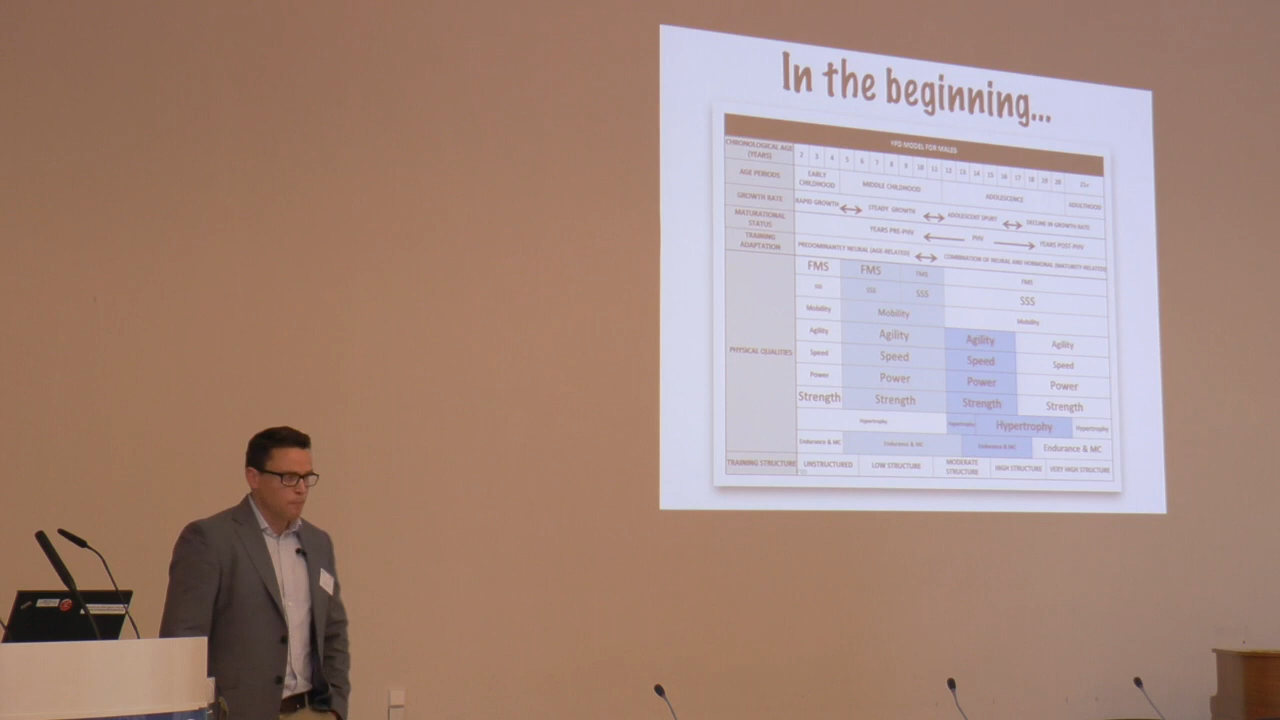 In the beginning...
YPD MODEL FOR MALES
CHRONOLOGICAL AGE (YEARS) 2 3 4 5 6 7 8 9 10 11 12 13 14 15 16 17 18 19 20 21+
AGE PERIODS EARLY CHILDHOOD MIDDLE CHILDHOOD ADOLESCENCE ADULTHOOD
GROWTH RATE RAPID GROWTH ↔ STEADY GROWTH ↔ ADOLESCENT SPURT ↔ DECLINE IN GROWTH RATE
MATURATIONAL STATUS YEARS PRE-PHV ← PHV → YEARS POST-PHV
TRAINING ADAPTATION PREDOMINANTLY NEURAL (AGE-RELATED) ↔ COMBINATION OF NEURAL AND HORMONAL (MATURITY-RELATED)
PHYSICAL QUALITIES
FMS FMS FMS FMS
SSS SSS SSS SSS
Mobility Mobility Mobility
Agility Agility Agility Agility
Speed Speed Speed Speed
Power Power Power Power
Strength Strength Strength Strength
Hypertrophy Hypertrophy Hypertrophy Hypertrophy
Endurance & MC Endurance & MC Endurance & MC Endurance & MC
TRAINING STRUCTURE UNSTRUCTURED LOW STRUCTURE MODERATE STRUCTURE HIGH STRUCTURE VERY HIGH STRUCTURE